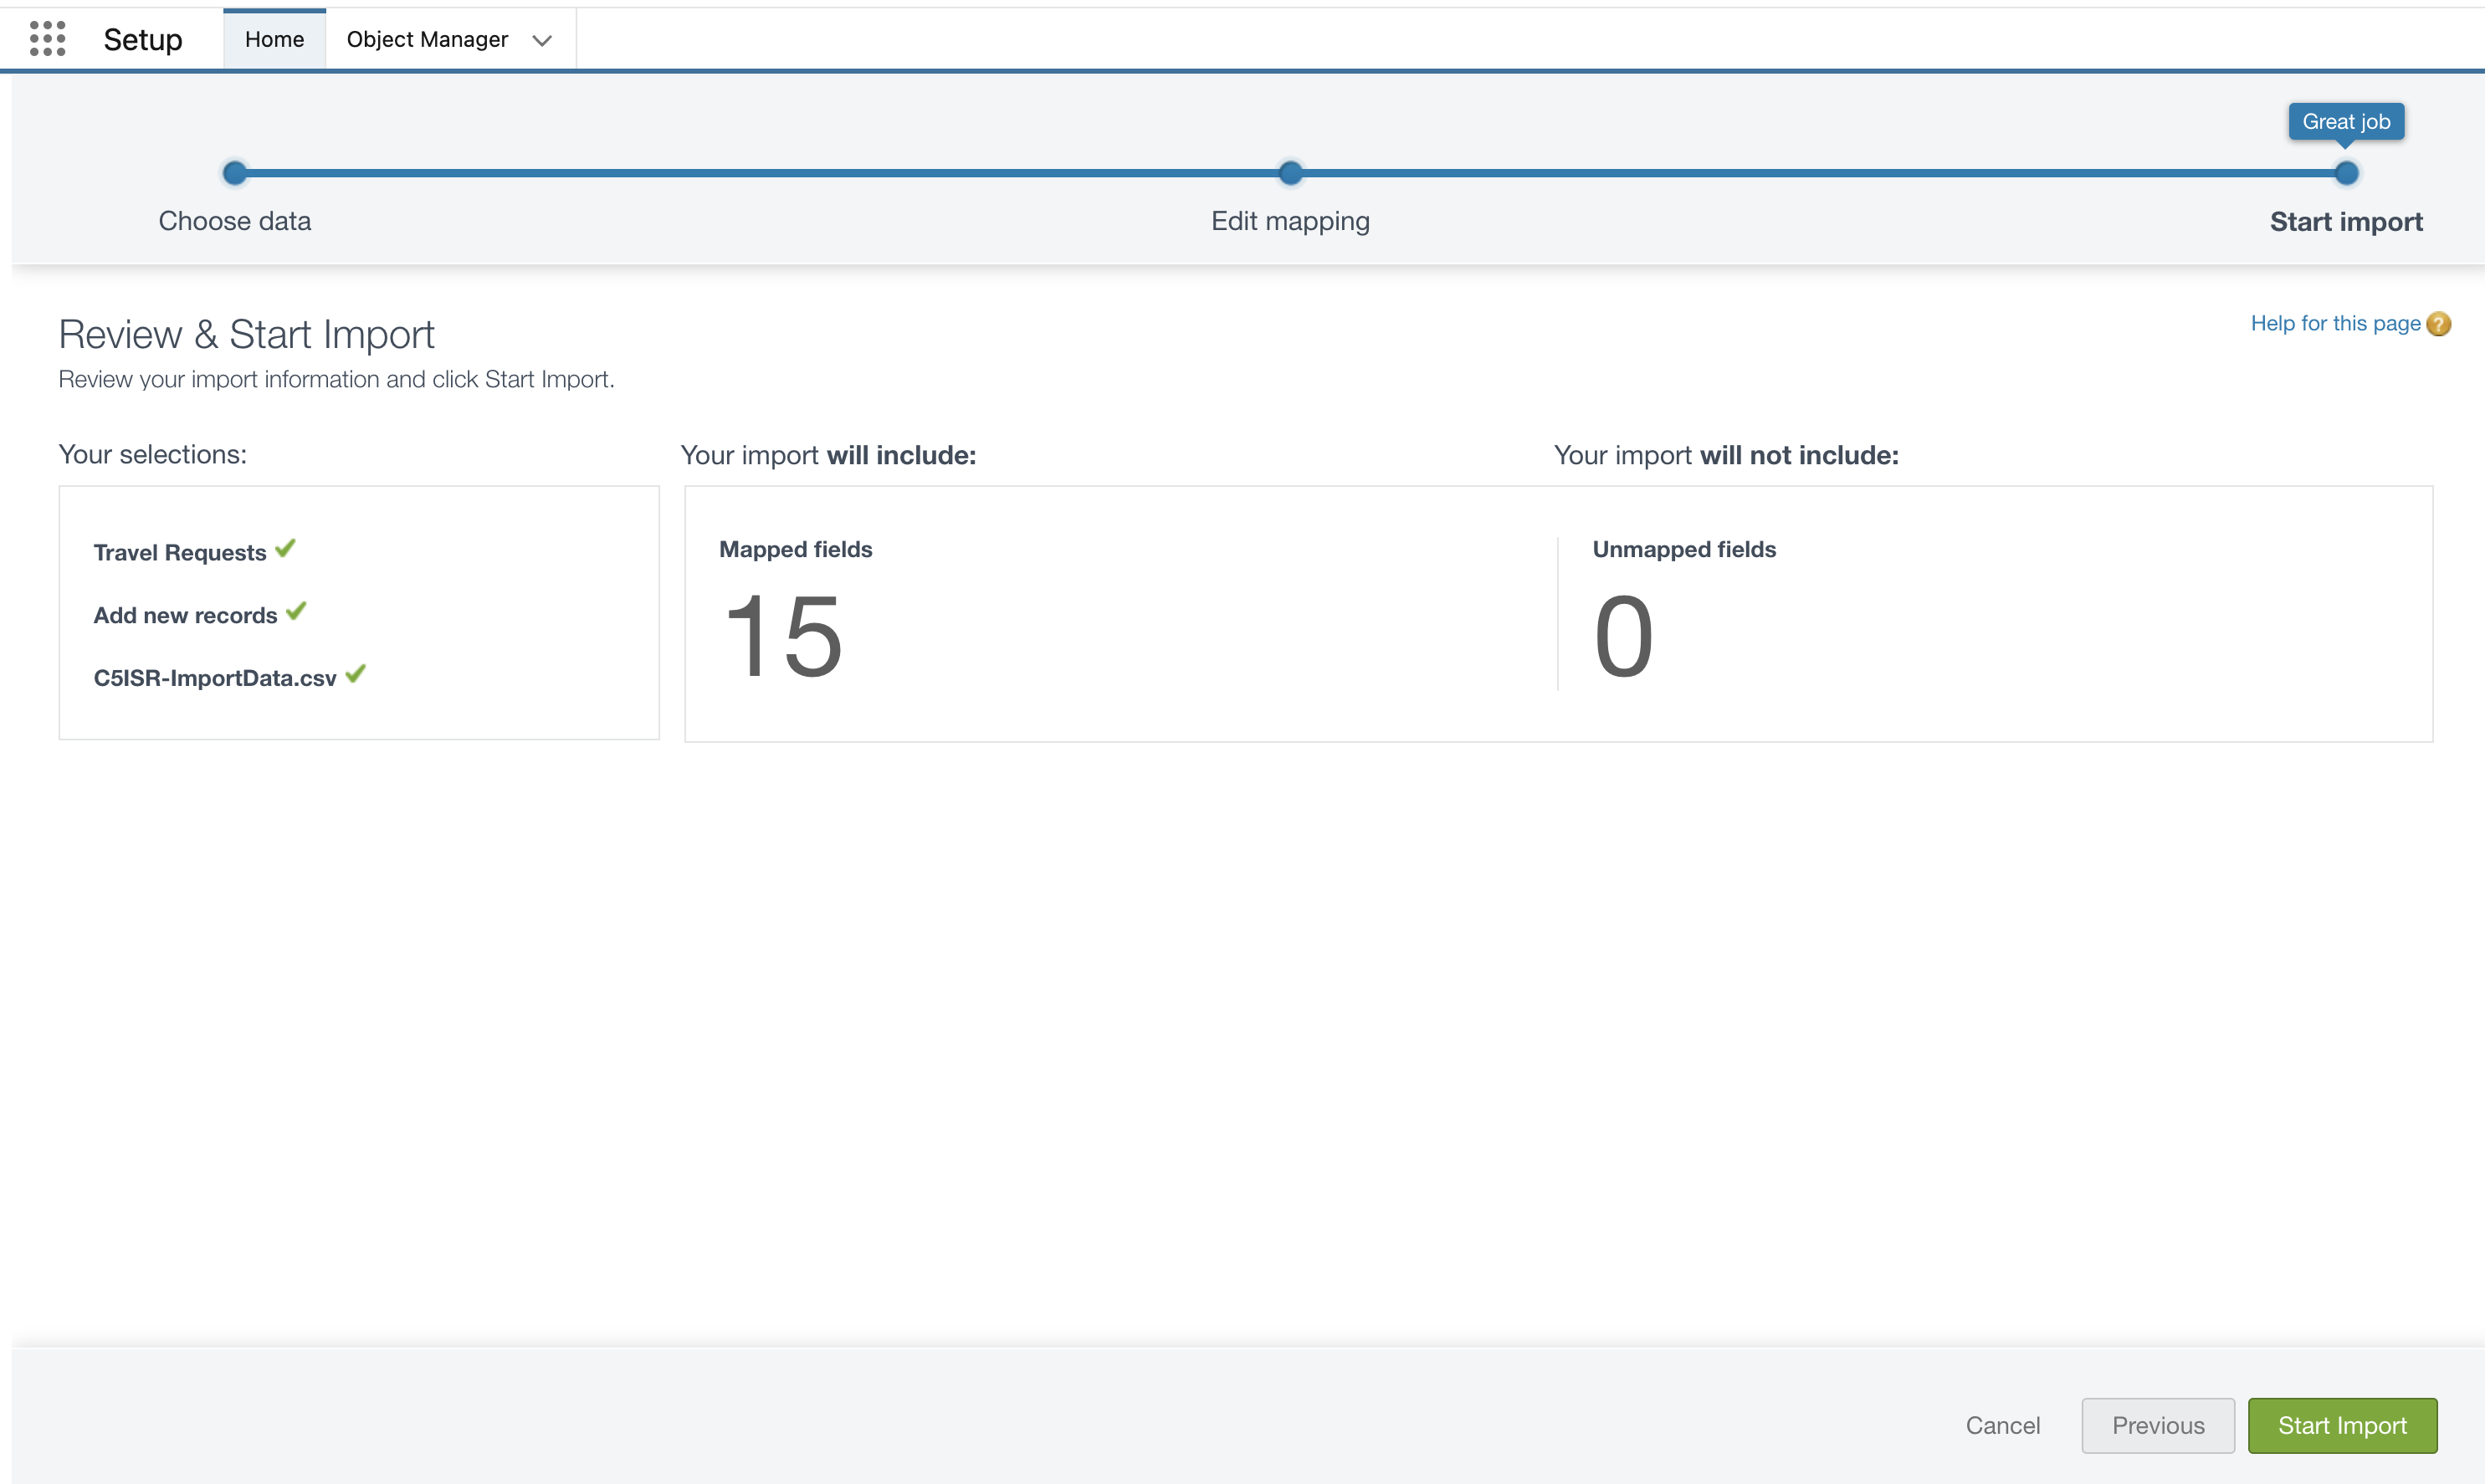 Setup
Home
Object Manager
Great job
Choose data
Edit mapping
Start import
Review & Start Import
Help for this page ?
Review your import information and click Start Import.
Your selections:
Your import will include:
Your import will not include:
Travel Requests
Add new records
C5ISR-ImportData.csv
Mapped fields
15
Unmapped fields
0
Cancel
Previous
Start Import